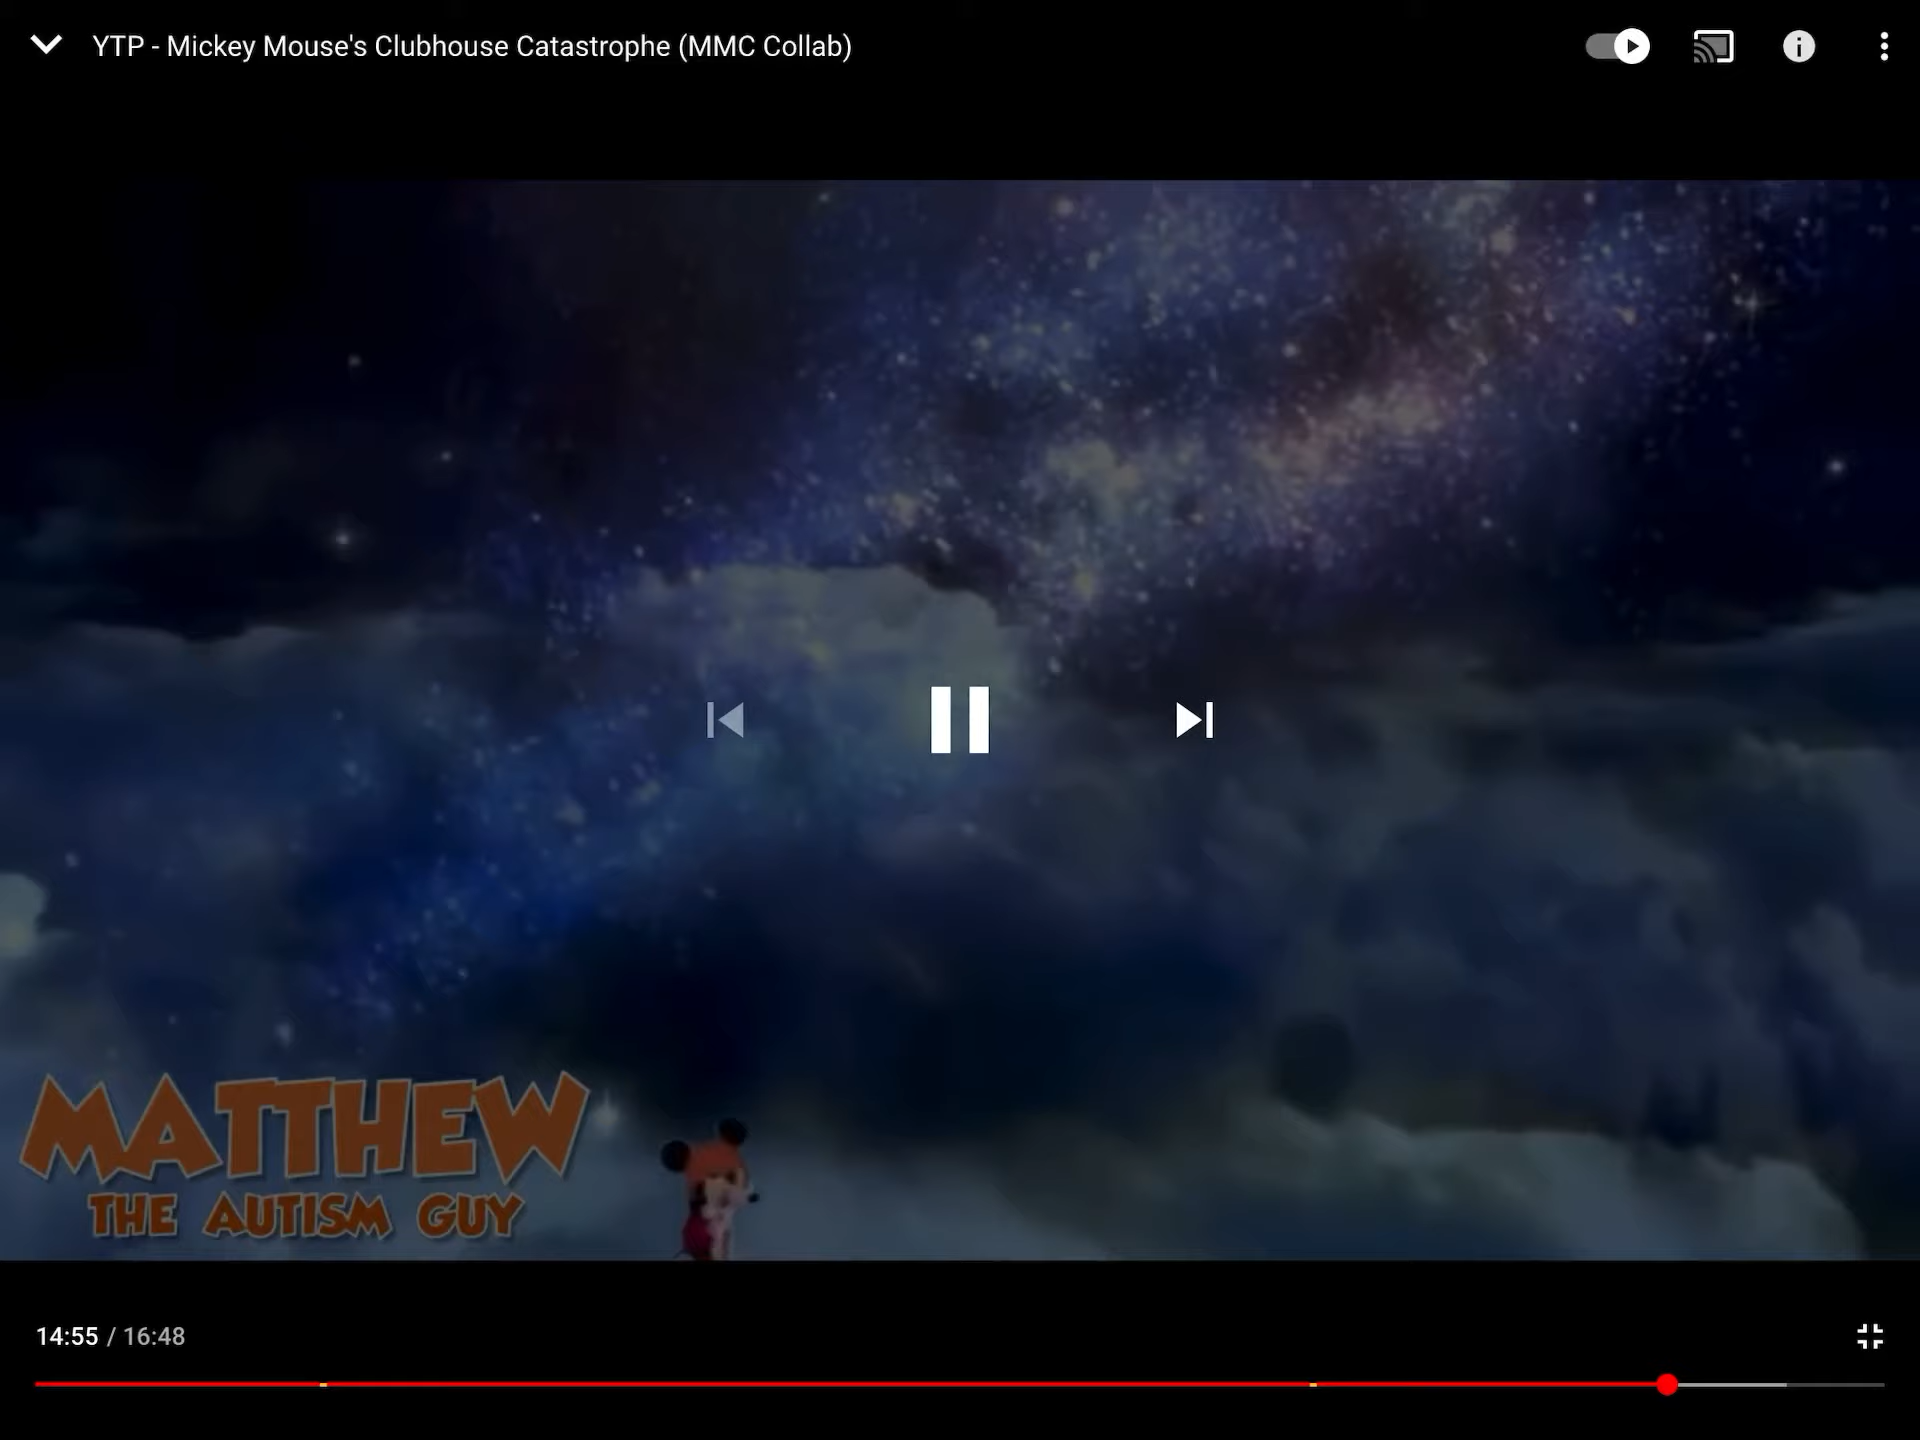 YTP - Mickey Mouse's Clubhouse Catastrophe (MMC Collab)
MATTHEW
THE AUTISM GUY
14:55 / 16:48